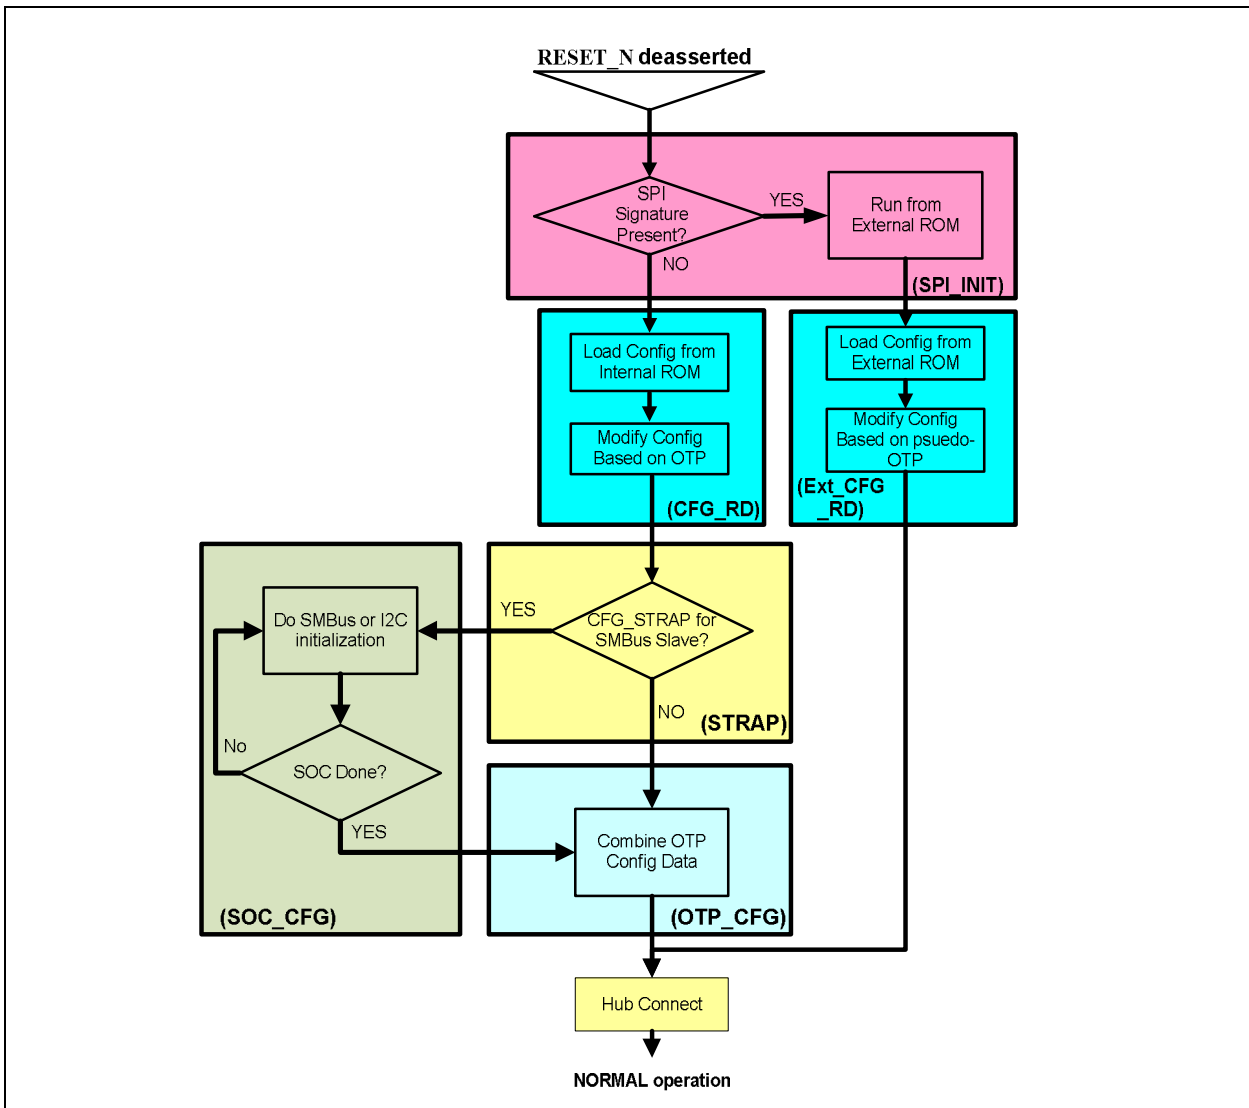 RESET_N deasserted
SPI
Signature
Present?
YES
Run from
External ROM
NO
(SPI_INIT)
Load Config from
Internal ROM
Load Config from
External ROM
Modify Config
Based on OTP
Modify Config
Based on psuedo-
OTP
(CFG_RD)
(Ext_CFG
_RD)
Do SMBus or I2C
initialization
YES
CFG_STRAP for
SMBus Slave?
NO
(STRAP)
No
SOC Done?
YES
Combine OTP
Config Data
(SOC_CFG)
(OTP_CFG)
Hub Connect
NORMAL operation